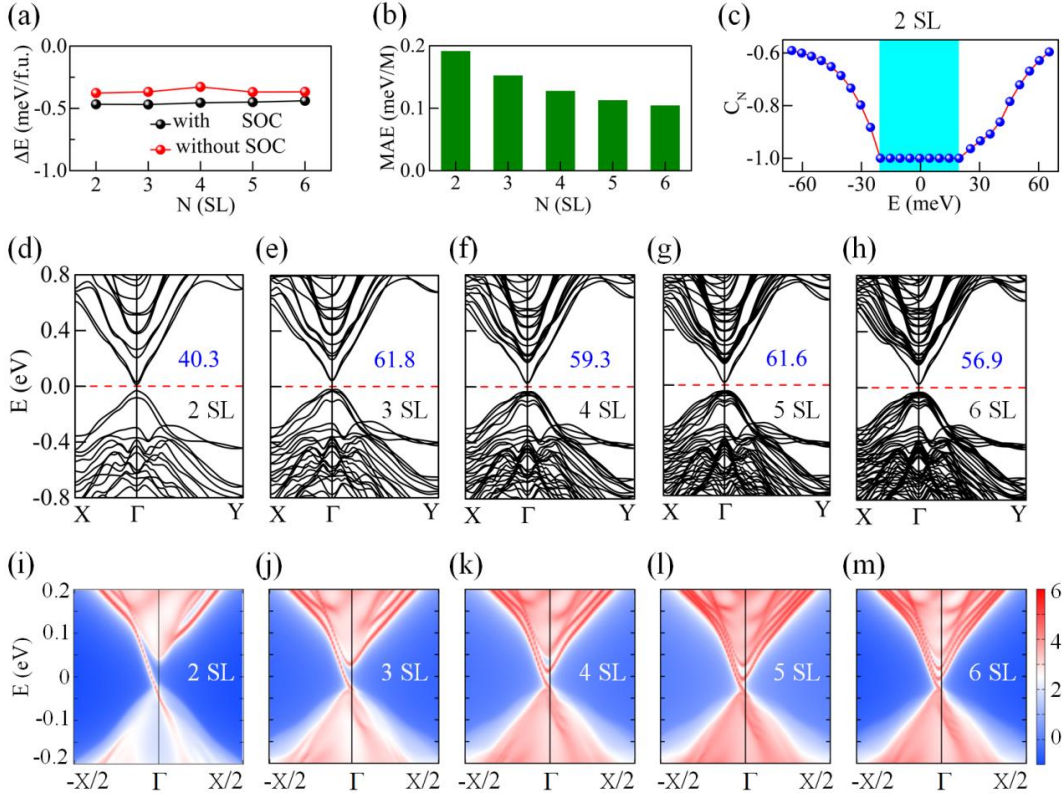 (a)
0.0
-0.5
-1.0
ΔE (meV/f.u.)
with SOC
without SOC
2 3 4 5 6
N (SL)
(b)
0.2
0.1
0.0
MAE (meV/M)
2 3 4 5 6
N (SL)
(c)
2 SL
-0.6
-0.8
-1.0
C_N
-60 -30 0 30 60
E (meV)
(d)
0.8
0.4
0.0
-0.4
-0.8
E (eV)
40.3
2 SL
X Γ Y
(e)
61.8
3 SL
X Γ Y
(f)
59.3
4 SL
X Γ Y
(g)
61.6
5 SL
X Γ Y
(h)
56.9
6 SL
X Γ Y
(i)
0.2
0.1
0
-0.1
-0.2
E (eV)
2 SL
-X/2 Γ X/2
(j)
3 SL
-X/2 Γ X/2
(k)
4 SL
-X/2 Γ X/2
(l)
5 SL
-X/2 Γ X/2
(m)
6 SL
-X/2 Γ X/2
6
4
2
0